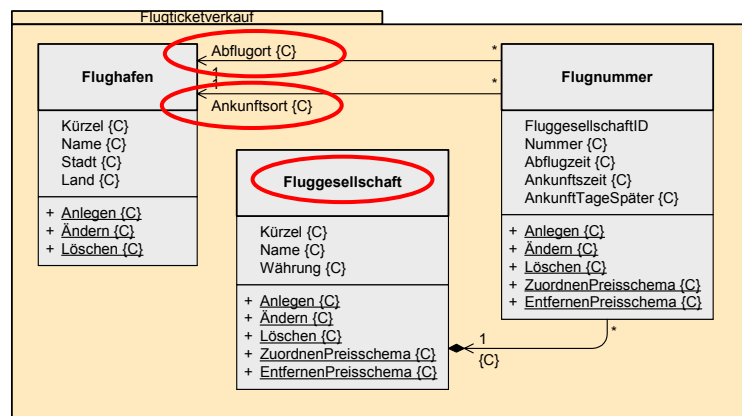 Flugticketverkauf
Flughafen
Kürzel {C}
Name {C}
Stadt {C}
Land {C}
+ Anlegen {C}
+ Ändern {C}
+ Löschen {C}
Abflugort {C}
*
1
1
*
Ankunftsort {C}
Flugnummer
FluggesellschaftID
Nummer {C}
Abflugzeit {C}
Ankunftszeit {C}
AnkunftTageSpäter {C}
+ Anlegen {C}
+ Ändern {C}
+ Löschen {C}
+ ZuordnenPreisschema {C}
+ EntfernenPreisschema {C}
Fluggesellschaft
Kürzel {C}
Name {C}
Währung {C}
+ Anlegen {C}
+ Ändern {C}
+ Löschen {C}
+ ZuordnenPreisschema {C}
+ EntfernenPreisschema {C}
1
*
{C}